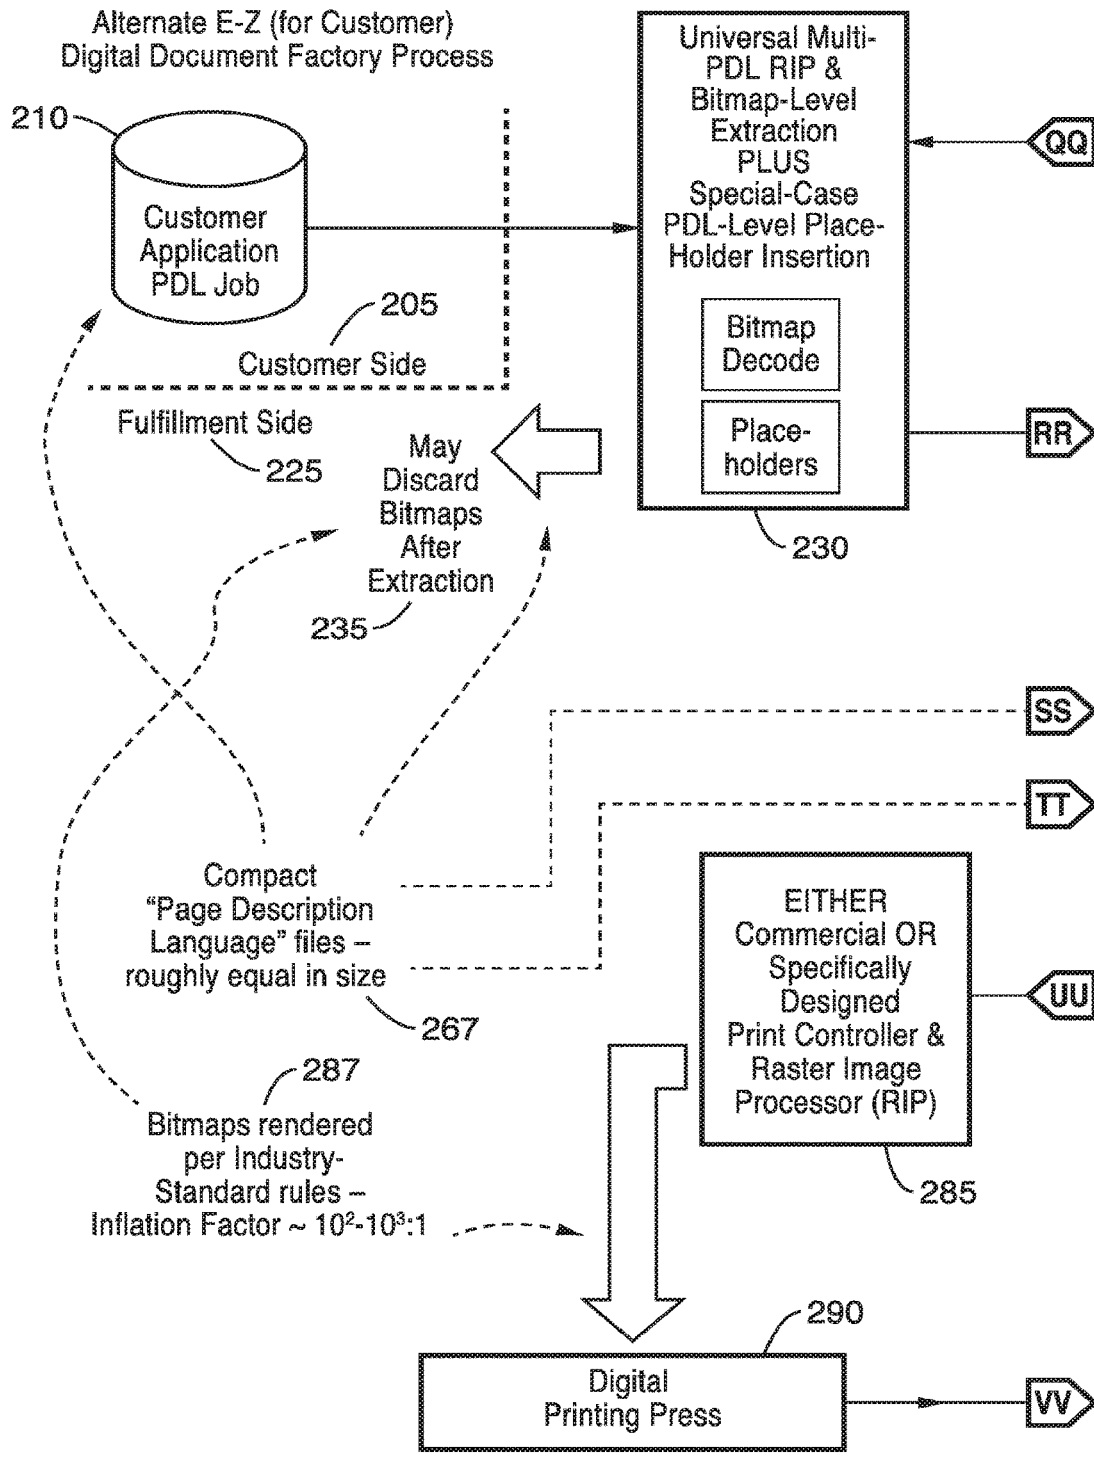 Alternate E-Z (for Customer)
Digital Document Factory Process
210
Customer
Application
PDL Job
205
Customer Side
Fulfillment Side
225
Universal Multi-
PDL RIP &
Bitmap-Level
Extraction
PLUS
Special-Case
PDL-Level Place-
Holder Insertion
Bitmap
Decode
Place-
holders
230
QQ
RR
May
Discard
Bitmaps
After
Extraction
235
SS
TT
Compact
“Page Description
Language” files –
roughly equal in size
267
EITHER
Commercial OR
Specifically
Designed
Print Controller &
Raster Image
Processor (RIP)
285
UU
287
Bitmaps rendered
per Industry-
Standard rules –
Inflation Factor ~ 10²-10³:1
290
Digital
Printing Press
VV